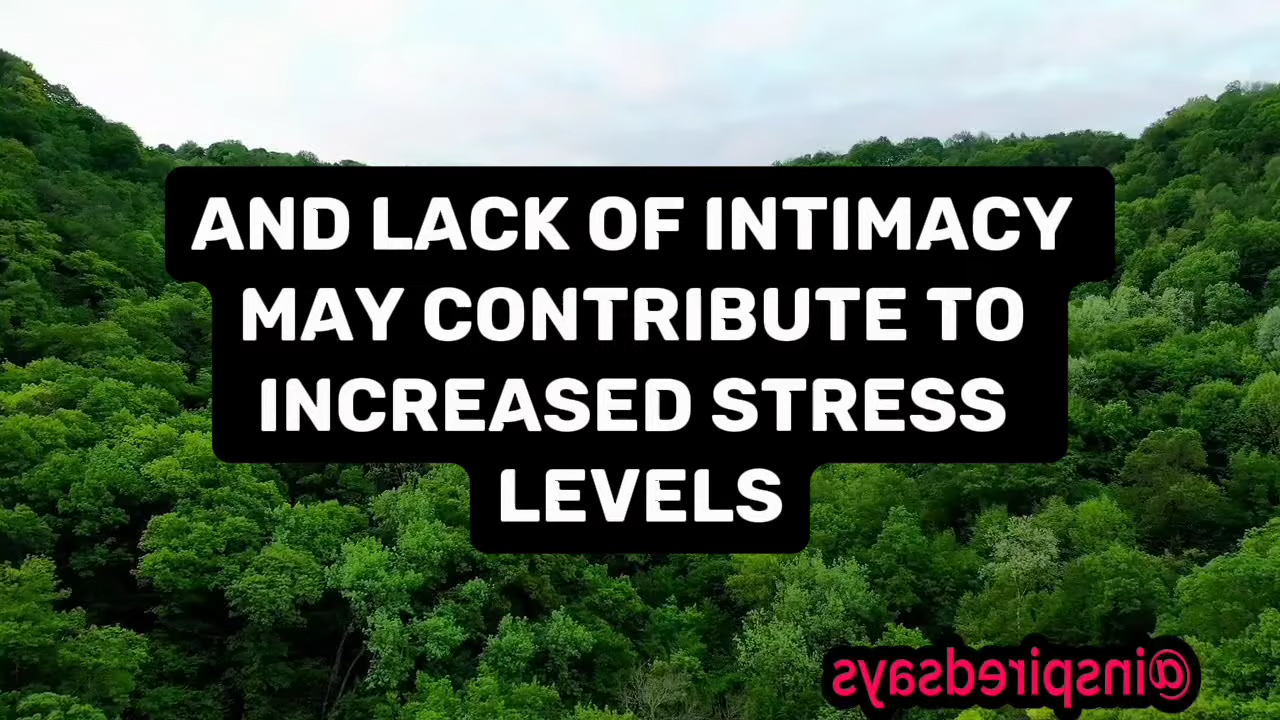 AND LACK OF INTIMACY
MAY CONTRIBUTE TO
INCREASED STRESS
LEVELS
@inspiredsays